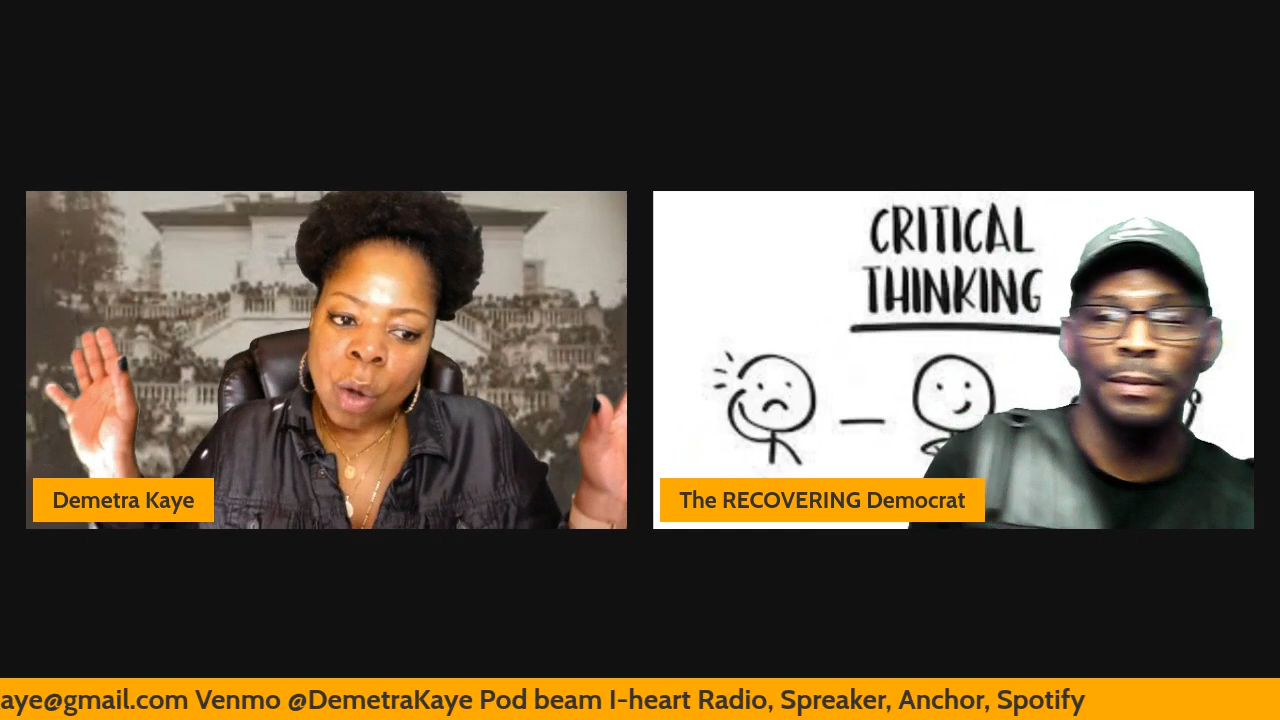 CRITICAL
THINKING
Demetra Kaye
The RECOVERING Democrat
aye@gmail.com Venmo @DemetraKaye Pod beam I-heart Radio, Spreaker, Anchor, Spotify